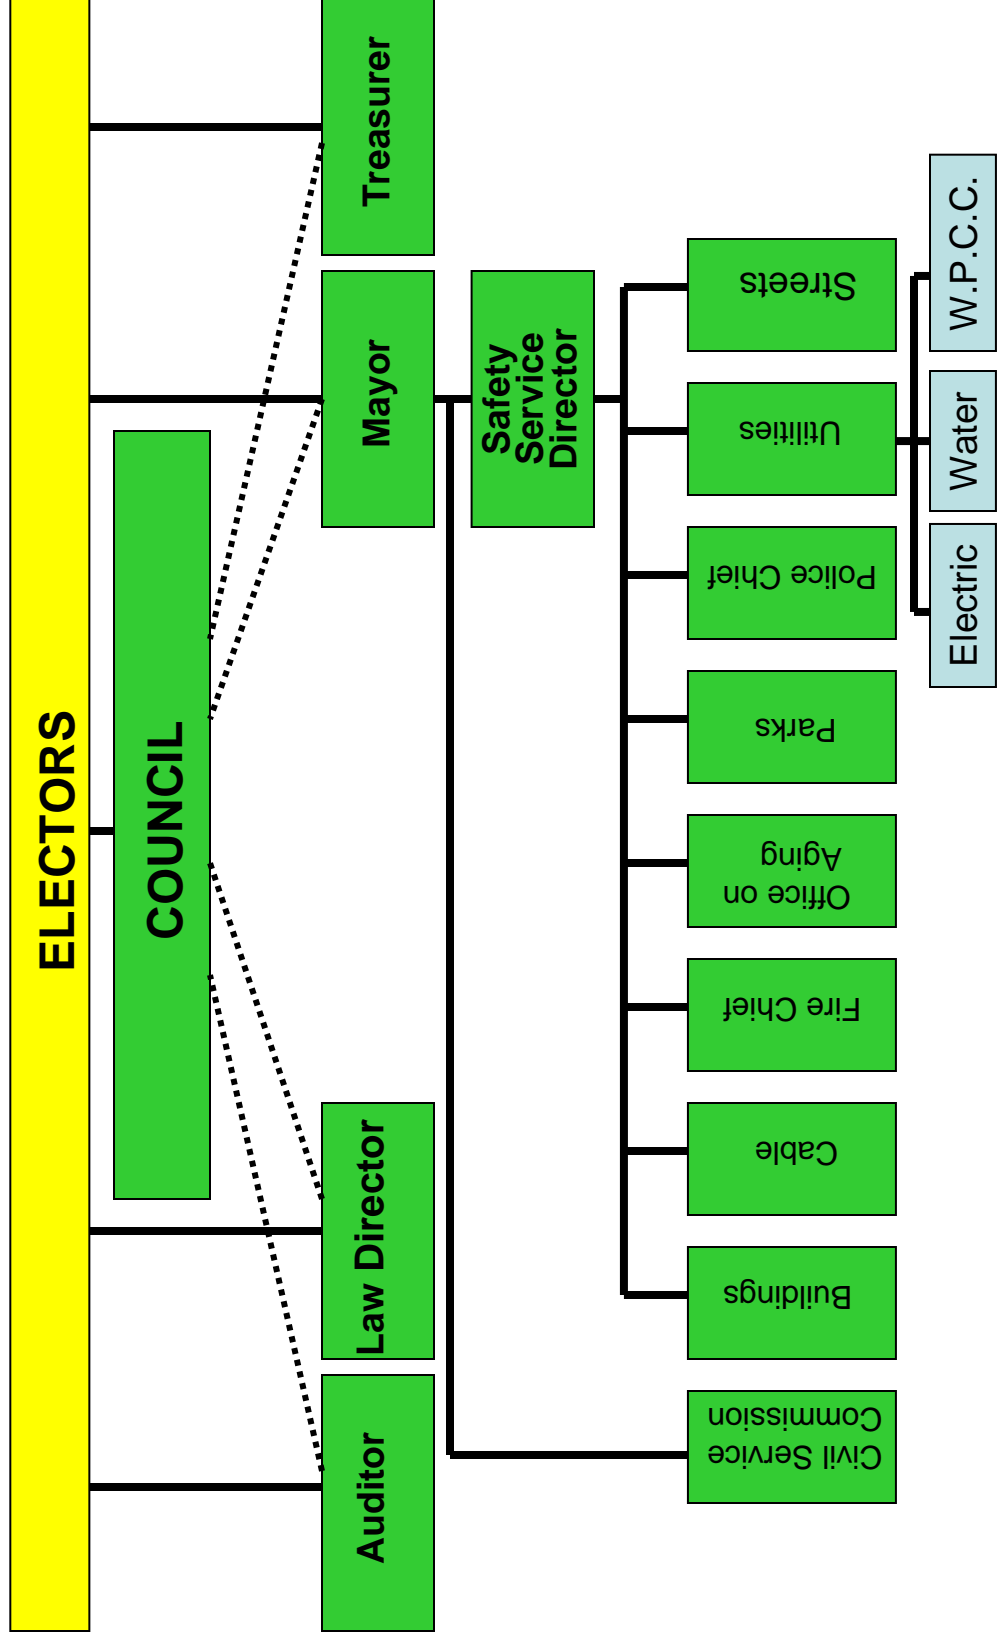 ELECTORS
COUNCIL
Auditor
Law Director
Mayor
Treasurer
Safety
Service
Director
Civil Service
Commission
Buildings
Cable
Fire Chief
Office on
Aging
Parks
Police Chief
Utilities
Streets
Electric
Water
W.P.C.C.